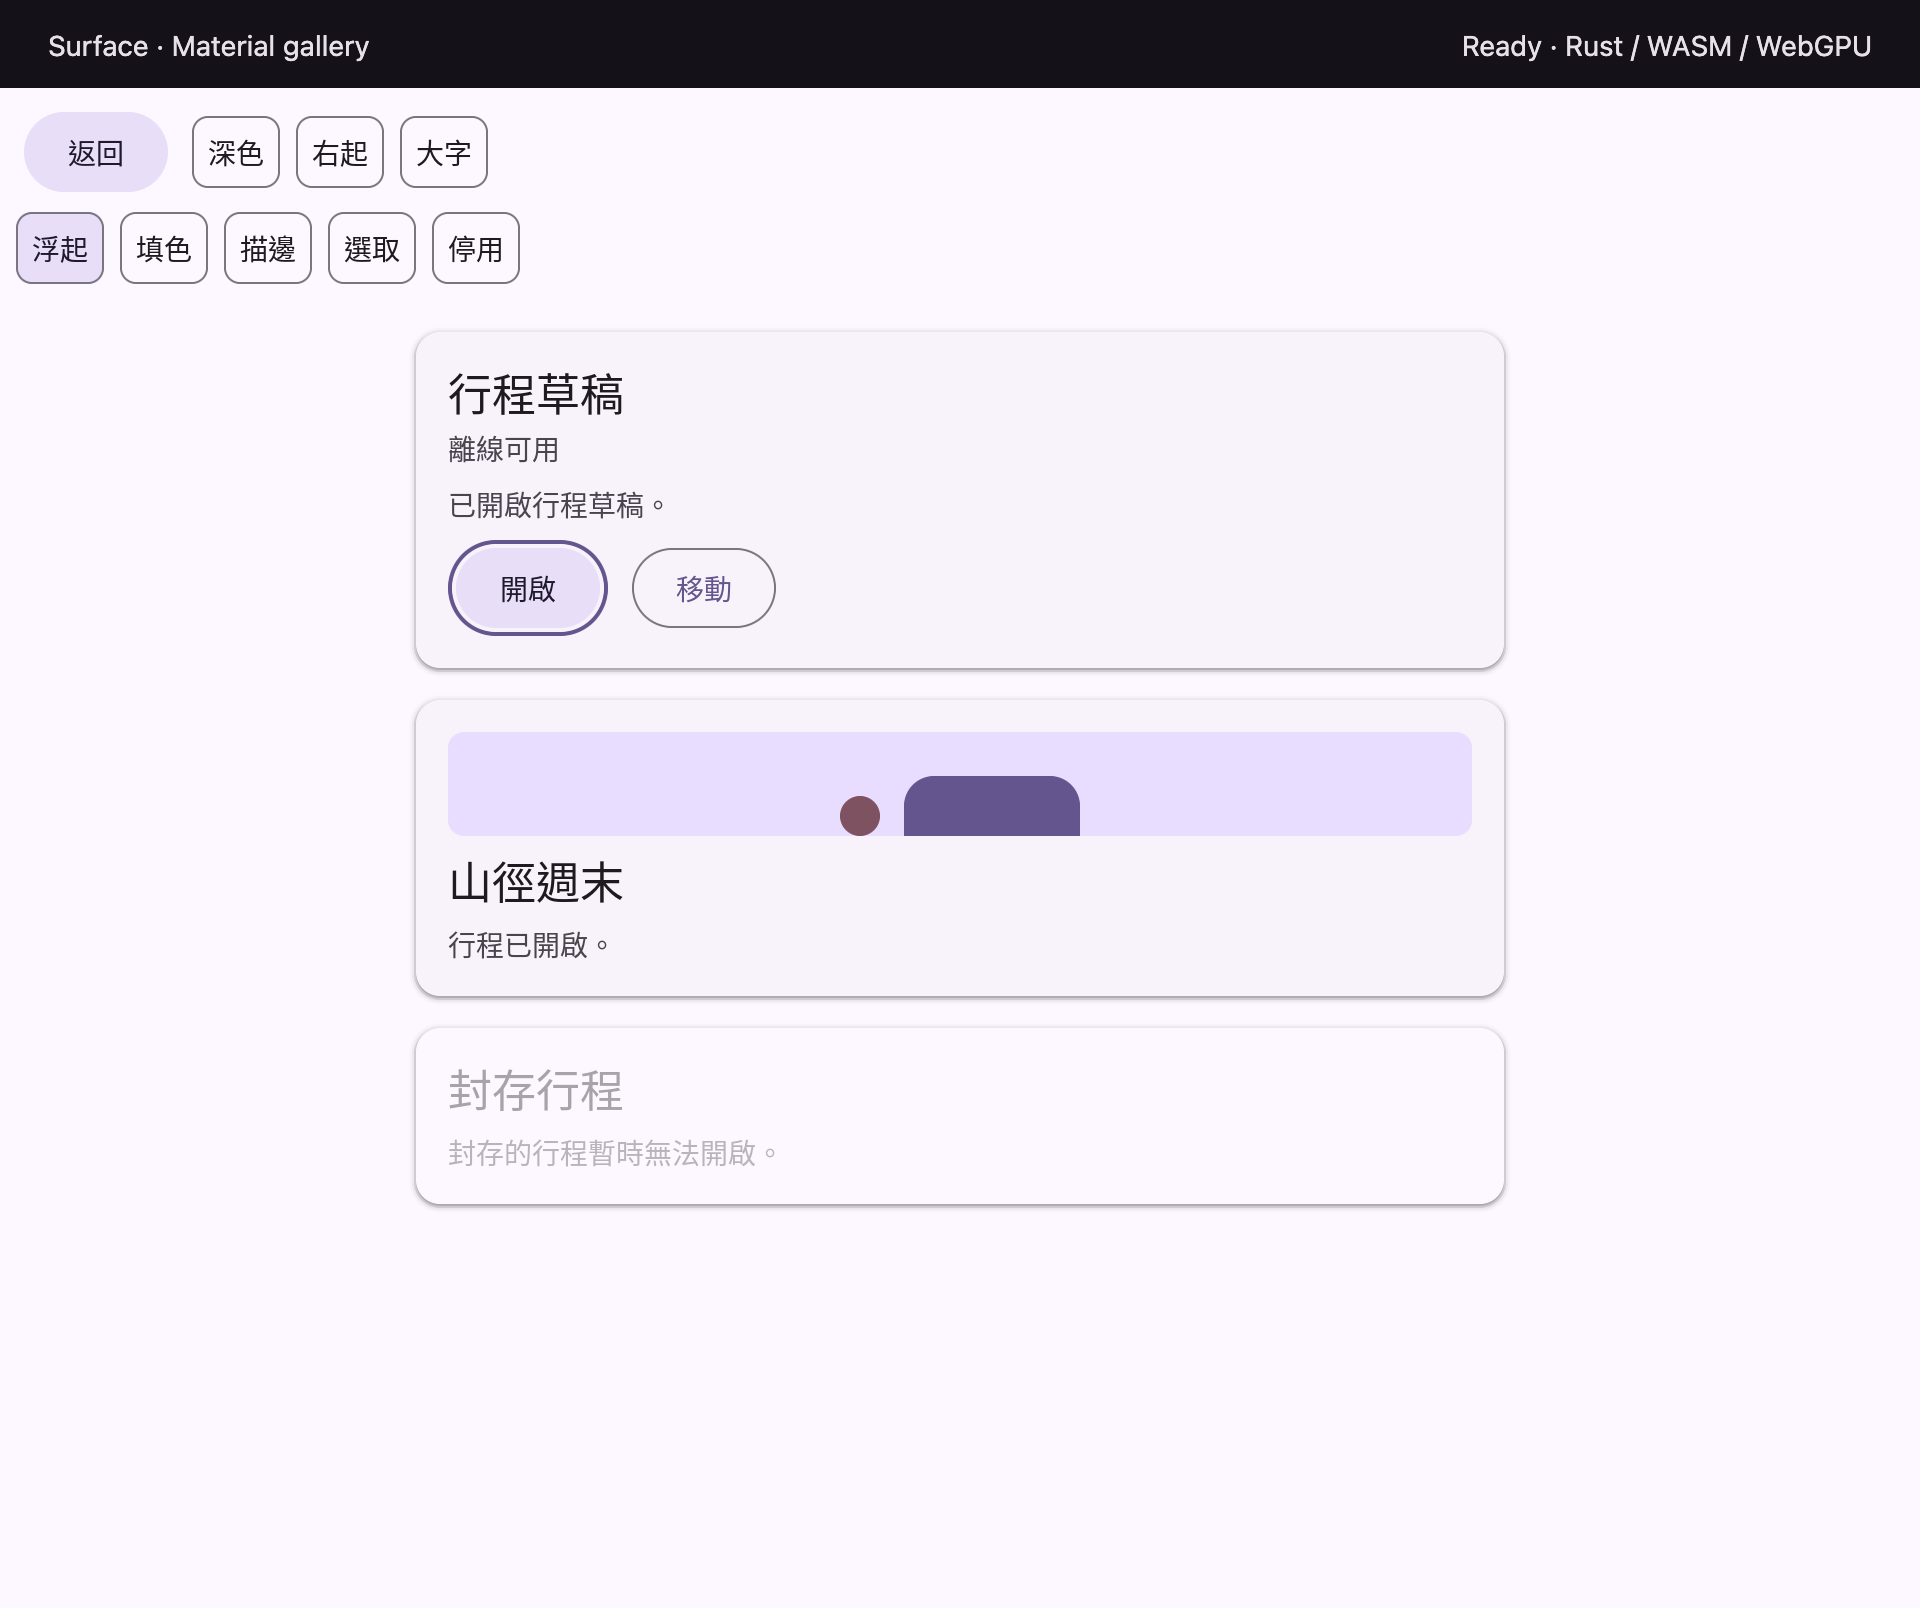 Surface · Material gallery
Ready · Rust / WASM / WebGPU
返回 深色 右起 大字
浮起 填色 描邊 選取 停用
行程草稿
離線可用
已開啟行程草稿。
開啟 移動
山徑週末
行程已開啟。
封存行程
封存的行程暫時無法開啟。